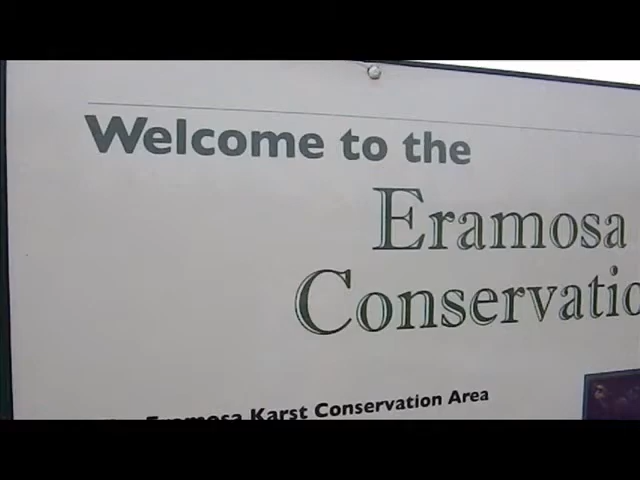 Welcome to the
Eramosa
Conservatio
Eramosa Karst Conservation Area